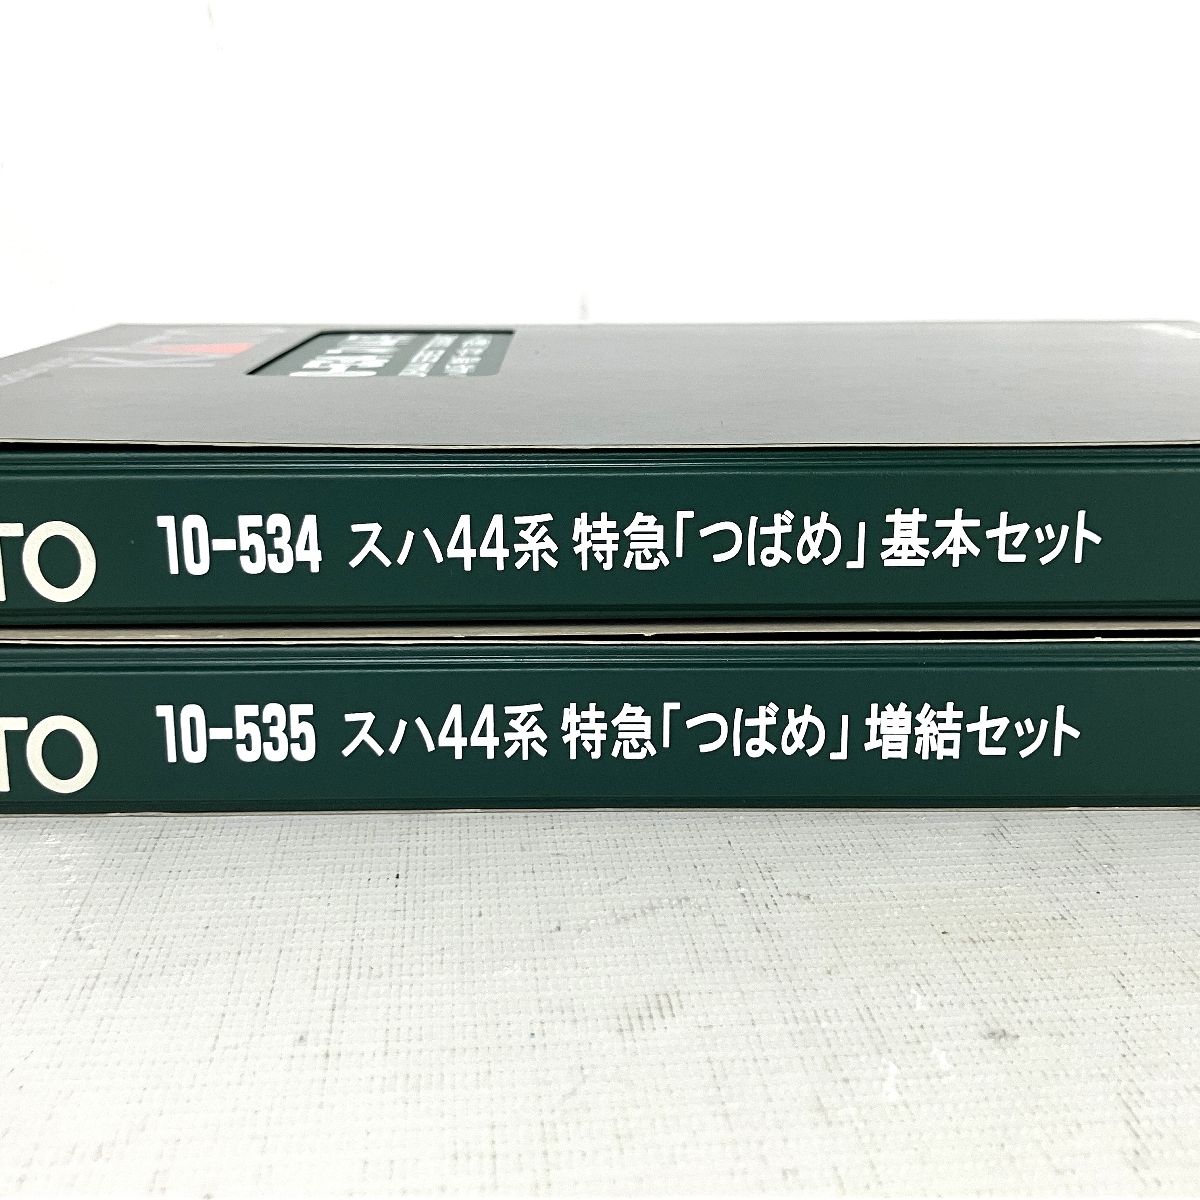 TO 10-534 スハ44系 特急「つばめ」基本セット
TO 10-535 スハ44系 特急「つばめ」増結セット